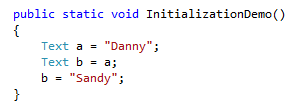 public static void InitializationDemo()
{
    Text a = "Danny";
    Text b = a;
    b = "Sandy";
}